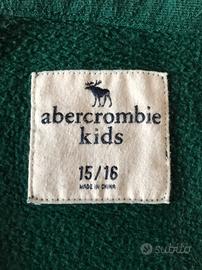 abercrombie
kids
15/16
MADE IN CHINA
subito